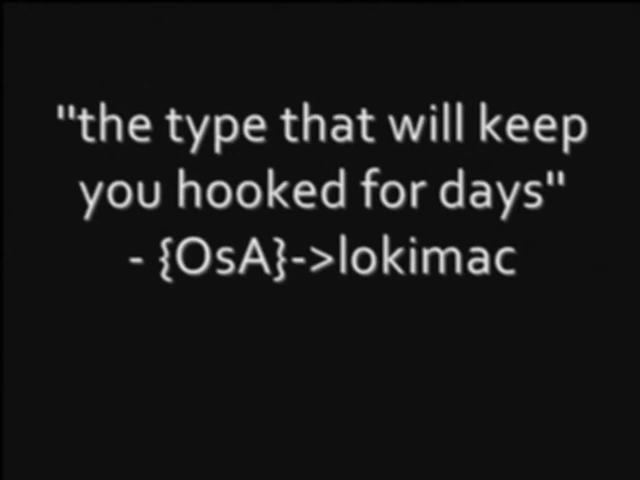 "the type that will keep
you hooked for days"
- {OsA}->lokimac